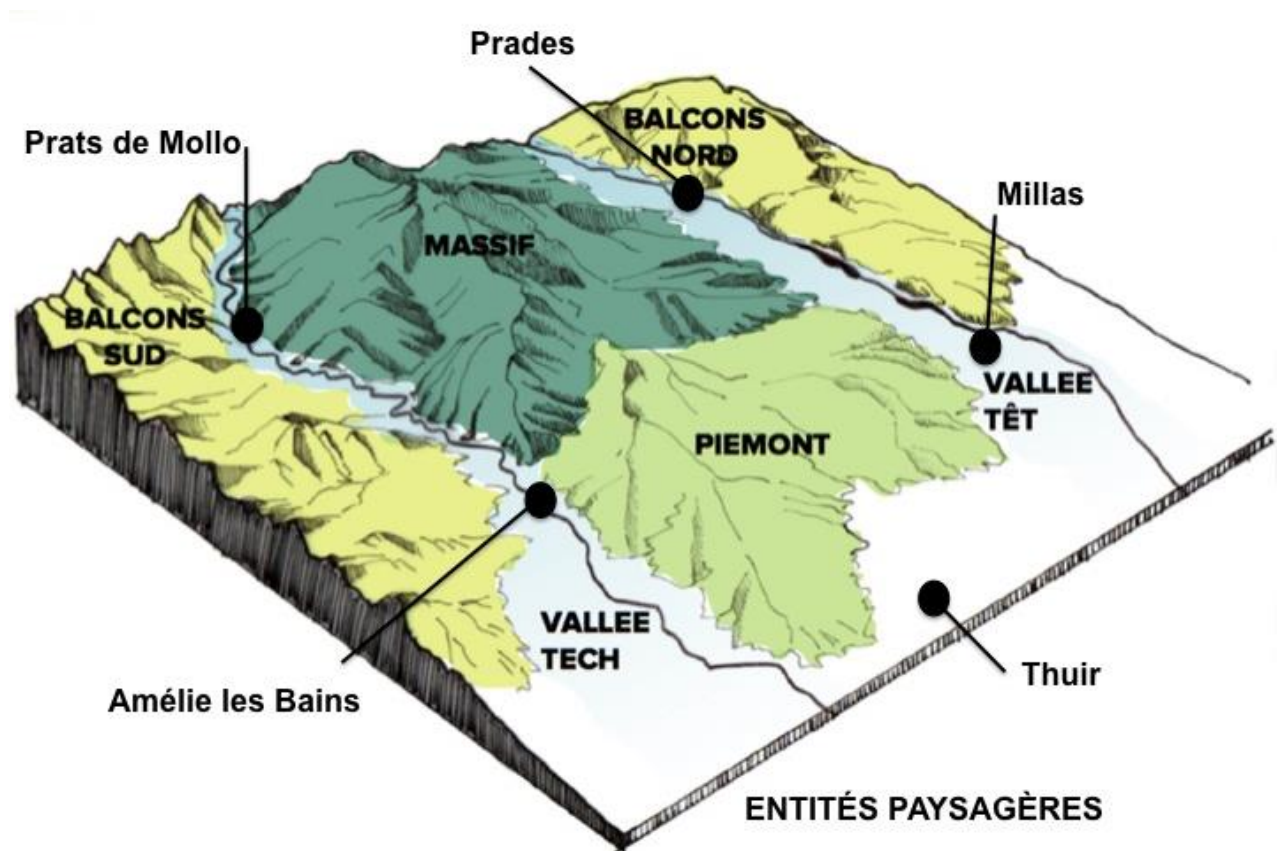 Prades
BALCONS
NORD
Prats de Mollo
Millas
MASSIF
BALCONS
SUD
VALLEE
TÊT
PIEMONT
VALLEE
TECH
Thuir
Amélie les Bains
ENTITÉS PAYSAGÈRES